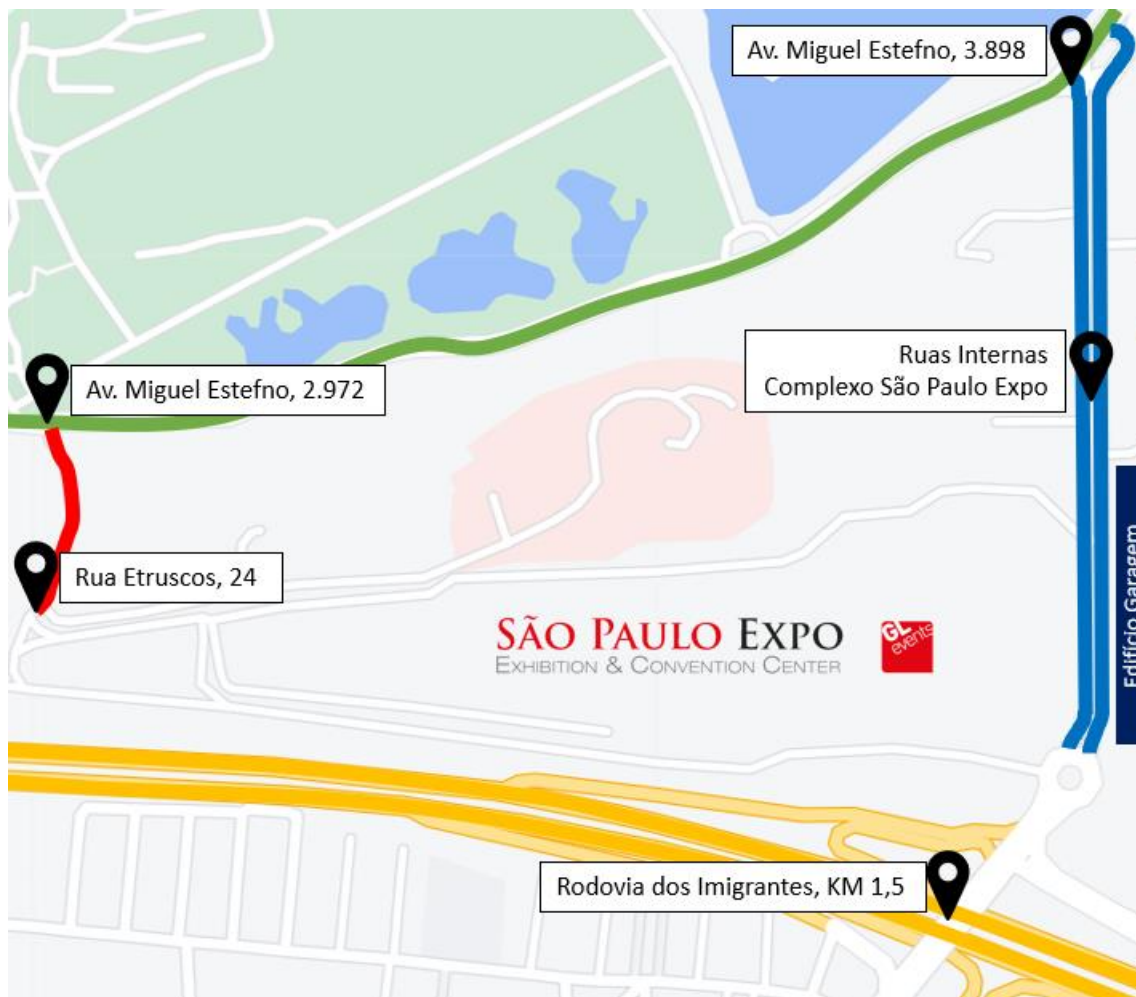 Av. Miguel Estefno, 3.898
Ruas Internas
Complexo São Paulo Expo
Av. Miguel Estefno, 2.972
Edifício Garagem
Rua Etruscos, 24
SÃO PAULO EXPO
EXHIBITION & CONVENTION CENTER
GL
events
Rodovia dos Imigrantes, KM 1,5